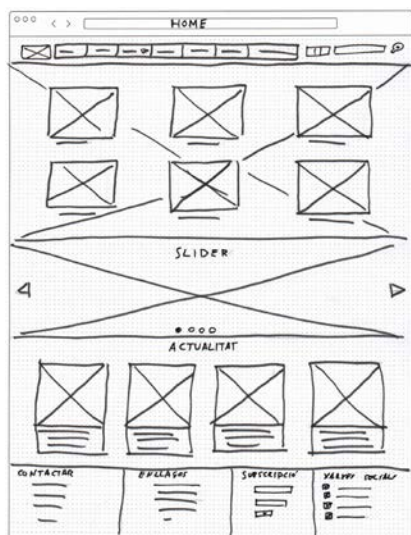 HOME
SLIDER
ACTUALITAT
CONTACTAR
ENLLAÇOS
SUBSCRIPCIÓ
XARXES SOCIALS